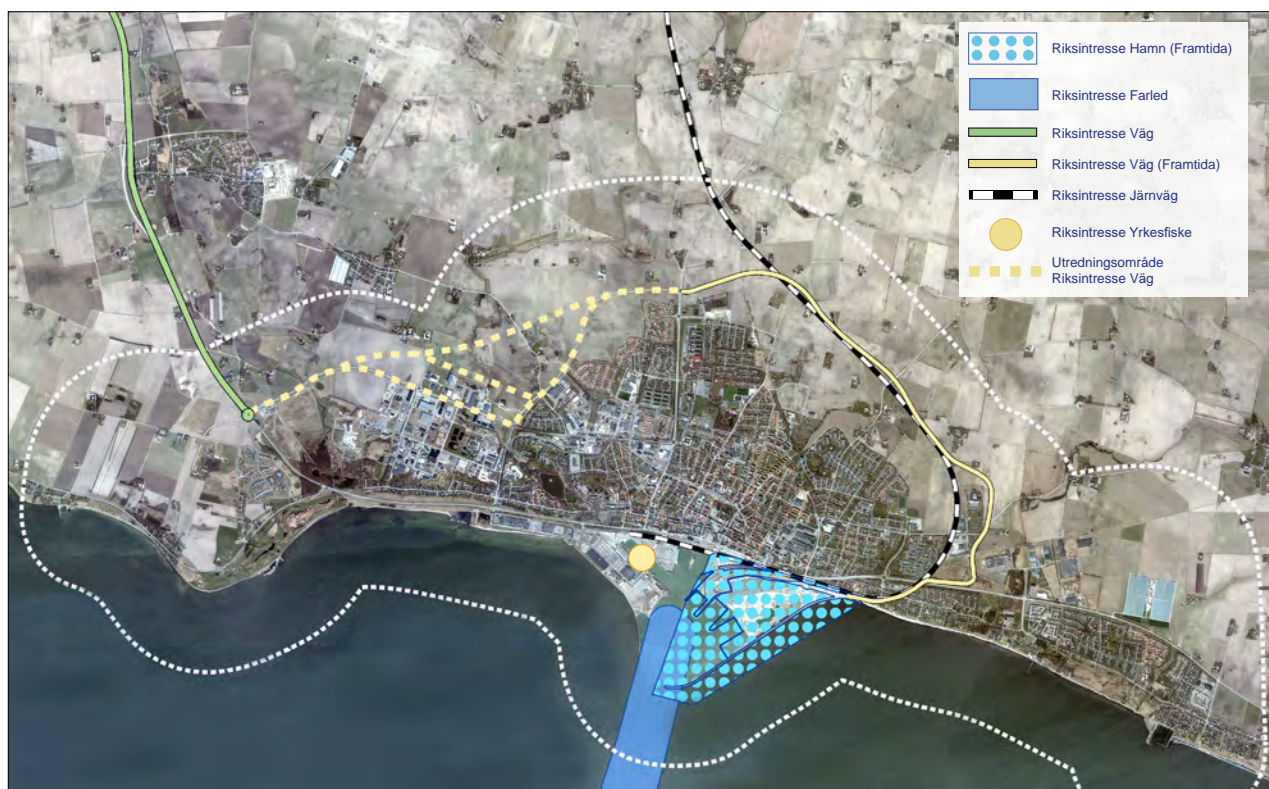 Riksintresse Hamn (Framtida)
Riksintresse Farled
Riksintresse Väg
Riksintresse Väg (Framtida)
Riksintresse Järnväg
Riksintresse Yrkesfiske
Utredningsområde
Riksintresse Väg